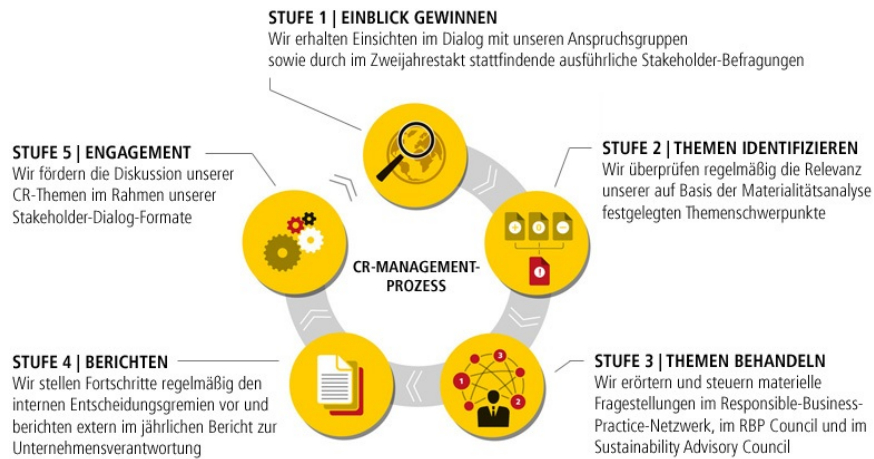 STUFE 1 | EINBLICK GEWINNEN
Wir erhalten Einsichten im Dialog mit unseren Anspruchsgruppen
sowie durch im Zweijahrestakt stattfindende ausführliche Stakeholder-Befragungen
STUFE 2 | THEMEN IDENTIFIZIEREN
Wir überprüfen regelmäßig die Relevanz
unserer auf Basis der Materialitätsanalyse
festgelegten Themenschwerpunkte
STUFE 3 | THEMEN BEHANDELN
Wir erörtern und steuern materielle
Fragestellungen im Responsible-Business-
Practice-Netzwerk, im RBP Council und im
Sustainability Advisory Council
STUFE 4 | BERICHTEN
Wir stellen Fortschritte regelmäßig den
internen Entscheidungsgremien vor und
berichten extern im jährlichen Bericht zur
Unternehmensverantwortung
STUFE 5 | ENGAGEMENT
Wir fördern die Diskussion unserer
CR-Themen im Rahmen unserer
Stakeholder-Dialog-Formate
CR-MANAGEMENT-
PROZESS
+ 0 –
!
3
1
2